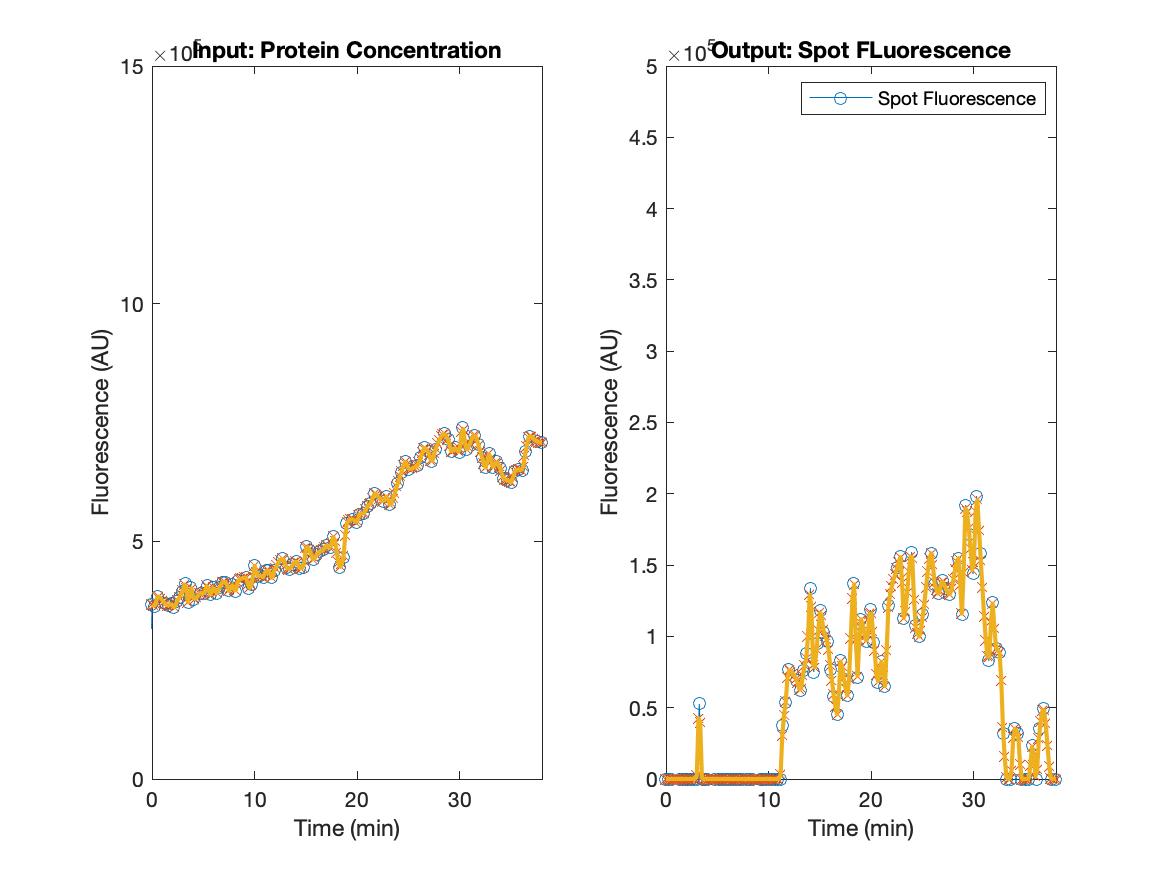 ×10⁵
Input: Protein Concentration
15
10
5
0
0 10 20 30
Fluorescence (AU)
Time (min)
×10⁵
Output: Spot FLuorescence
Spot Fluorescence
5
4.5
4
3.5
3
2.5
2
1.5
1
0.5
0
0 10 20 30
Fluorescence (AU)
Time (min)